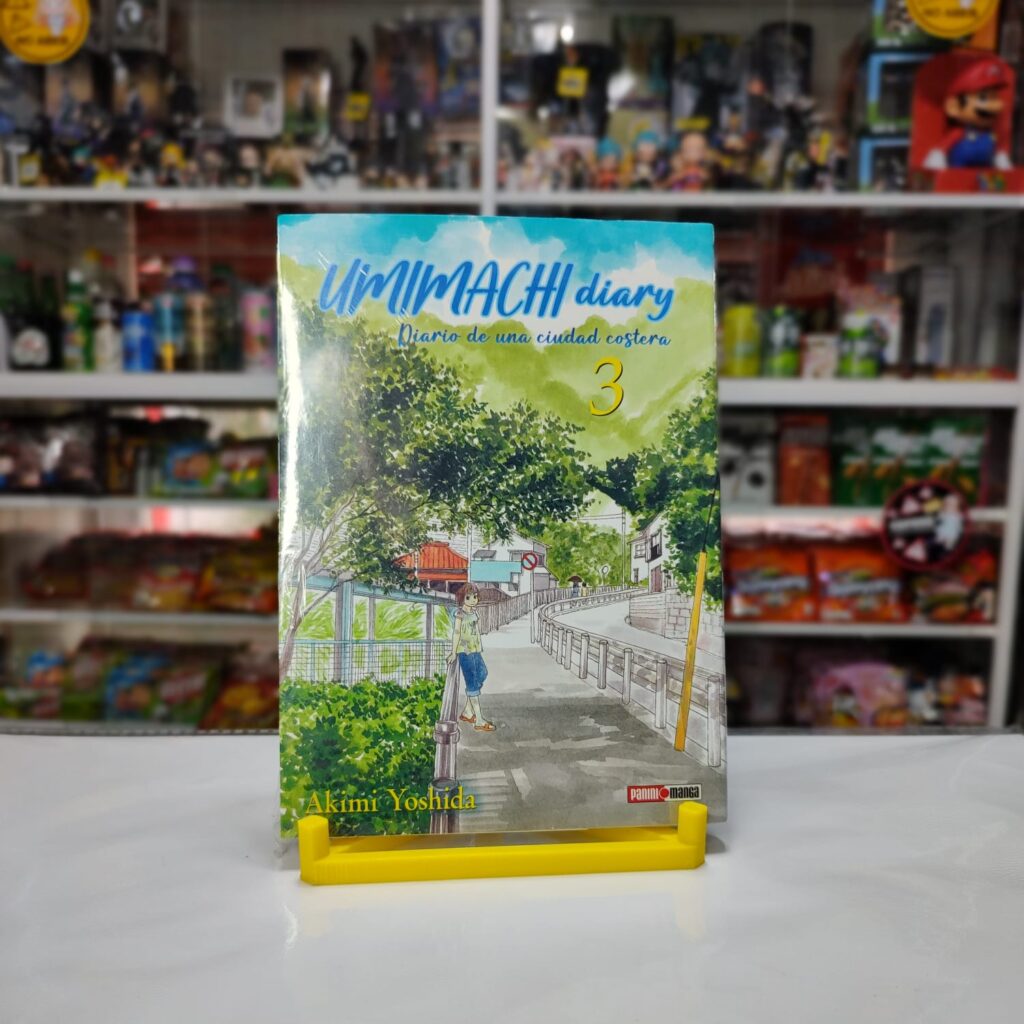 UMIMACHI diary
Diario de una ciudad costera
3
Akimi Yoshida
PANINI MANGA